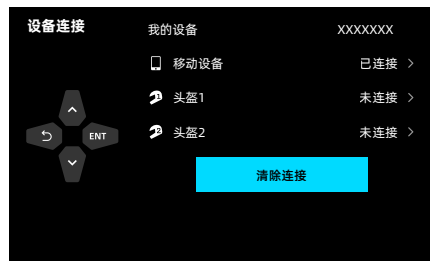 设备连接
我的设备 XXXXXXX
移动设备 已连接
头盔1 未连接
ENT
头盔2 未连接
清除连接